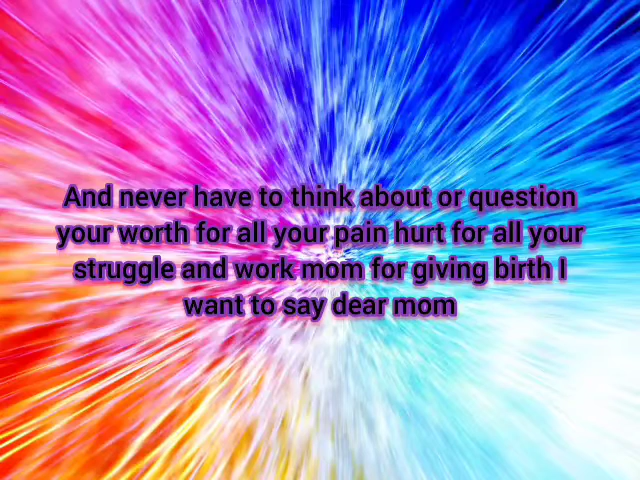 And never have to think about or question
your worth for all your pain hurt for all your
struggle and work mom for giving birth I
want to say dear mom